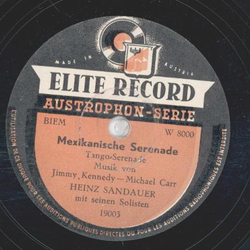 MADE IN AUSTRIA
ELITE RECORD
AUSTROPHON-SERIE
BIEM
W 8000
Mexikanische Serenade
Tango-Serenade
Musik von
Jimmy Kennedy – Michael Carr
HEINZ SANDAUER
mit seinen Solisten
19003